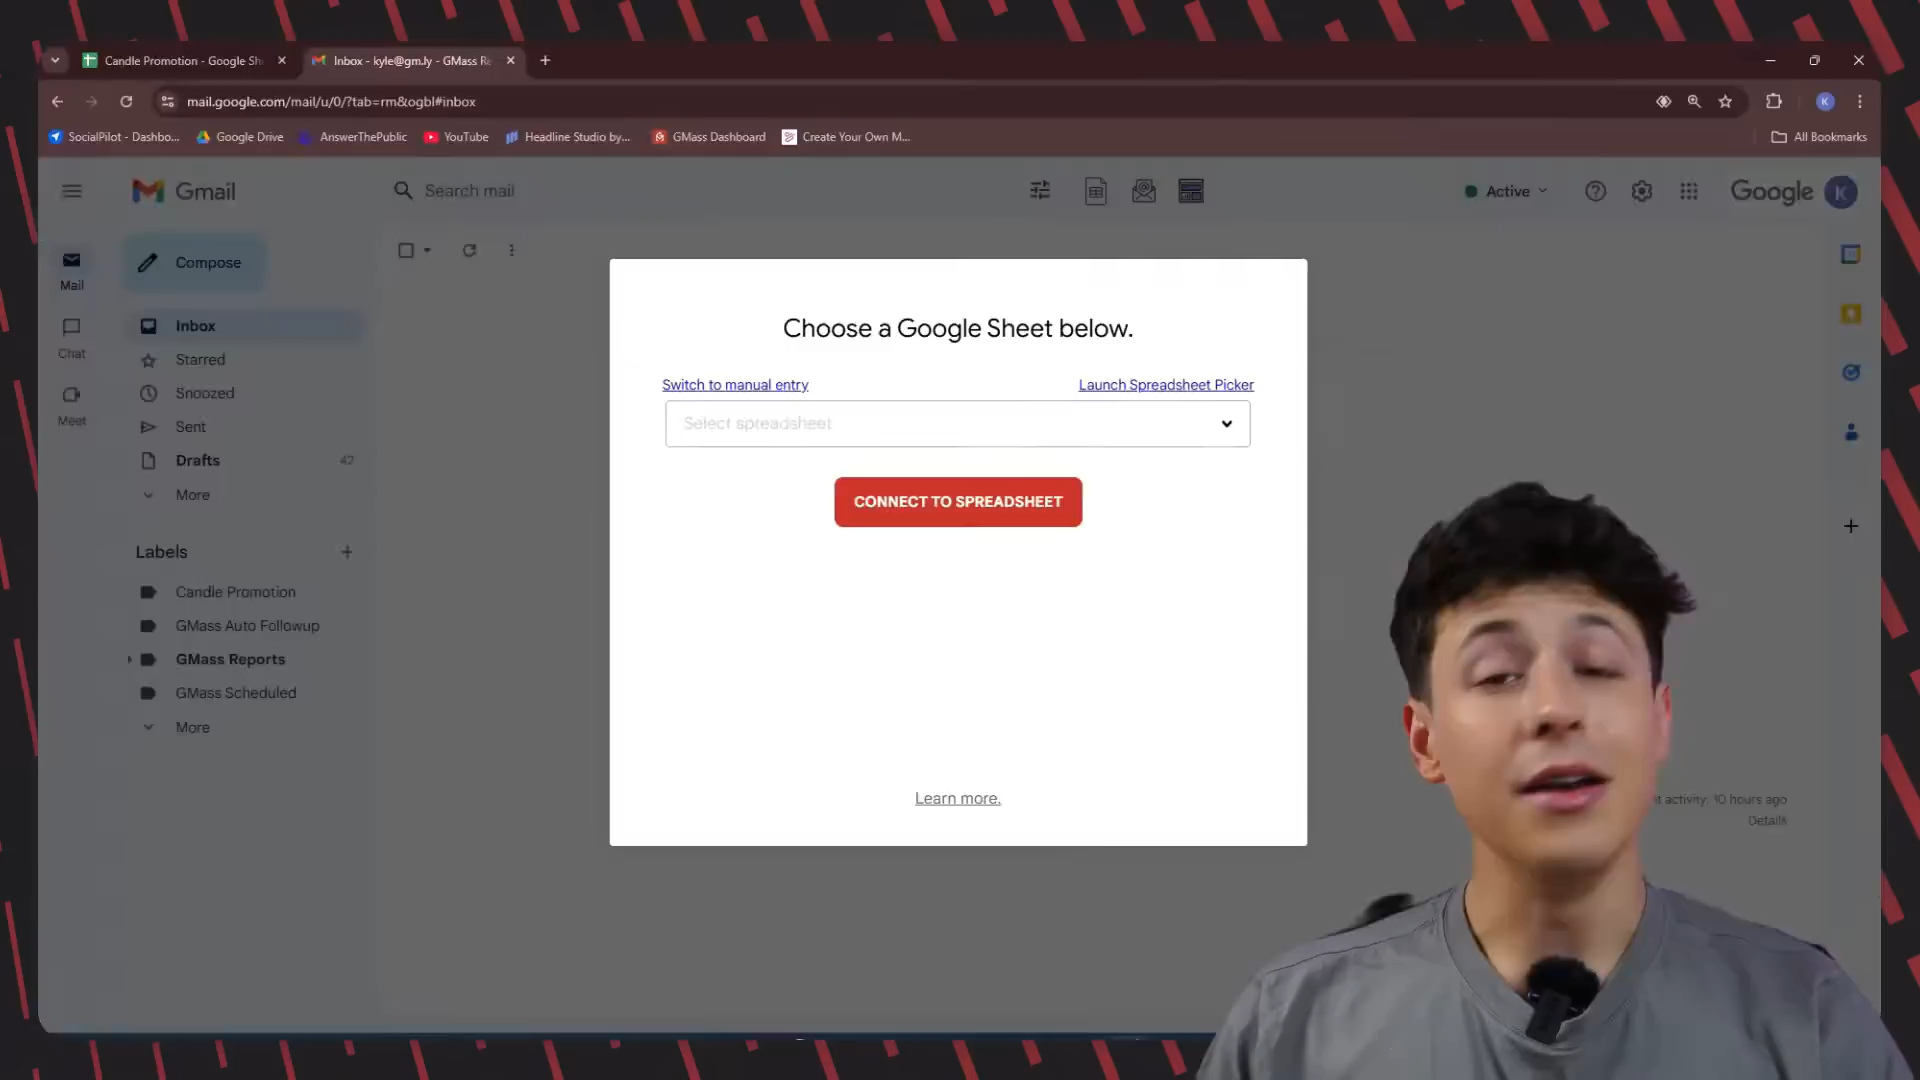 Candle Promotion - Google Sh
Inbox - kyle@gm.ly - GMass Re
mail.google.com/mail/u/0/?tab=rm&ogbl#inbox
K
SocialPilot - Dashbo...
Google Drive
AnswerThePublic
YouTube
Headline Studio by...
GMass Dashboard
Create Your Own M...
All Bookmarks
Gmail
Search mail
Active
Google
K
Mail
Compose
Chat
Meet
Inbox
Starred
Snoozed
Sent
Drafts 42
More
Labels
Candle Promotion
GMass Auto Followup
GMass Reports
GMass Scheduled
More
Choose a Google Sheet below.
Switch to manual entry
Launch Spreadsheet Picker
Select spreadsheet
CONNECT TO SPREADSHEET
Learn more.
t activity: 10 hours ago
Details